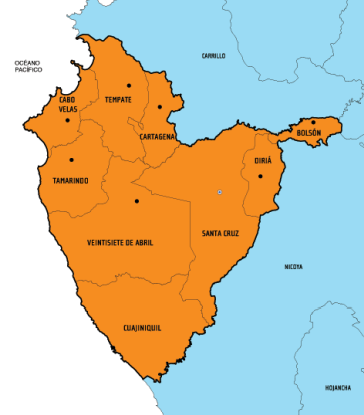 CARRILLO
OCÉANO
PACÍFICO
CABO
VELAS
TEMPATE
CARTAGENA
BOLSÓN
DIRIÁ
TAMARINDO
SANTA CRUZ
VEINTISIETE DE ABRIL
NICOYA
CUAJINIQUIL
HOJANCHA